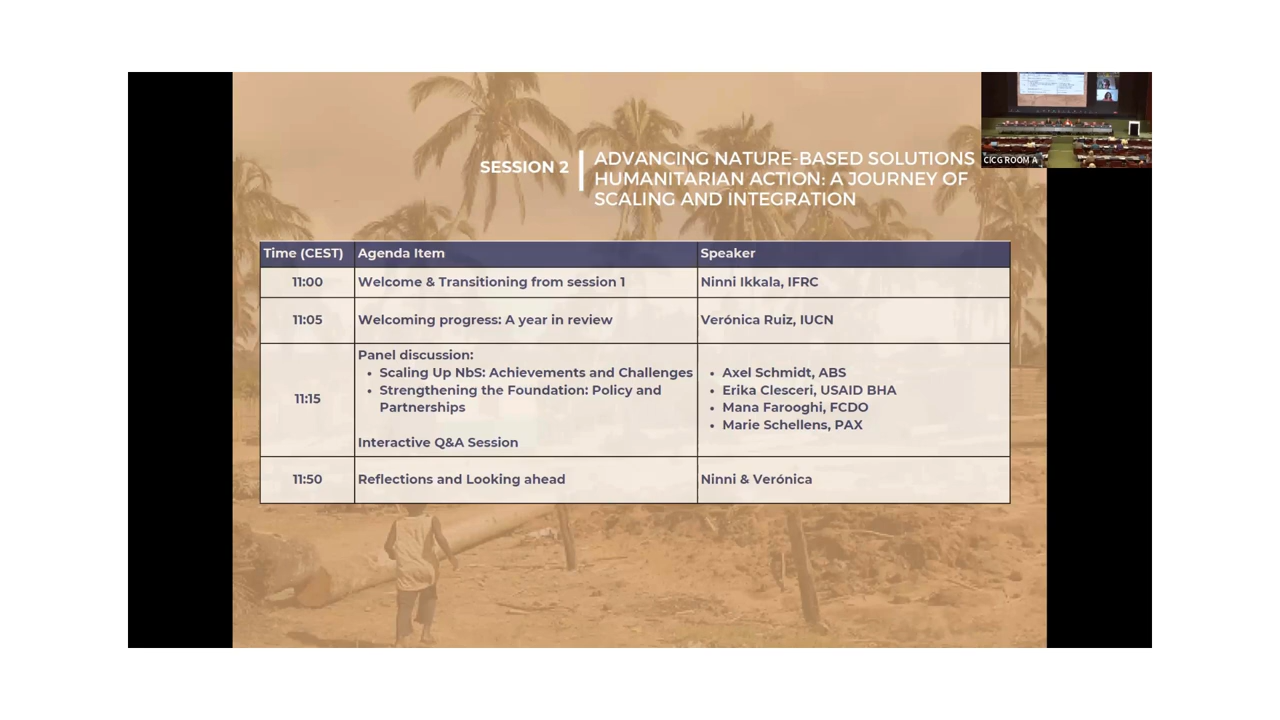 SESSION 2
ADVANCING NATURE-BASED SOLUTIONS
HUMANITARIAN ACTION: A JOURNEY OF
SCALING AND INTEGRATION
CICG ROOM A
Time (CEST) Agenda Item Speaker
11:00 Welcome & Transitioning from session 1 Ninni Ikkala, IFRC
11:05 Welcoming progress: A year in review Verónica Ruiz, IUCN
11:15
Panel discussion:
• Scaling Up NbS: Achievements and Challenges
• Strengthening the Foundation: Policy and
Partnerships
Interactive Q&A Session
• Axel Schmidt, ABS
• Erika Clesceri, USAID BHA
• Mana Farooghi, FCDO
• Marie Schellens, PAX
11:50 Reflections and Looking ahead Ninni & Verónica